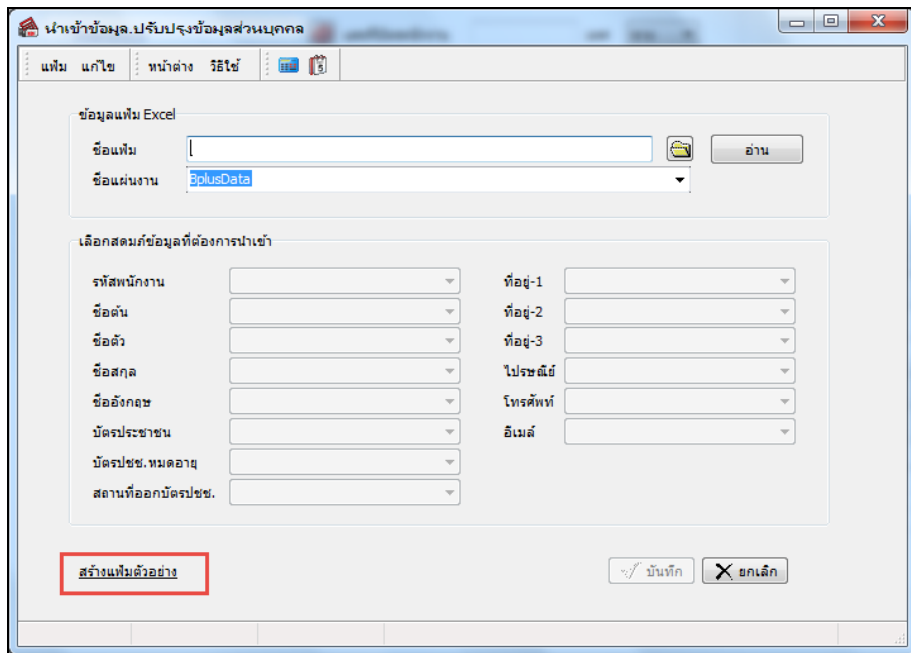 นำเข้าข้อมูล.ปรับปรุงข้อมูลส่วนบุคคล
แฟ้ม แก้ไข หน้าต่าง วิธีใช้ 5
ข้อมูลแฟ้ม Excel
ชื่อแฟ้ม อ่าน
ชื่อแผ่นงาน BplusData
เลือกสดมภ์ข้อมูลที่ต้องการนำเข้า
รหัสพนักงาน ที่อยู่-1
ชื่อต้น ที่อยู่-2
ชื่อตัว ที่อยู่-3
ชื่อสกุล ไปรษณีย์
ชื่ออังกฤษ โทรศัพท์
บัตรประชาชน อีเมล์
บัตรปชช.หมดอายุ
สถานที่ออกบัตรปชช.
สร้างแฟ้มตัวอย่าง บันทึก ยกเลิก